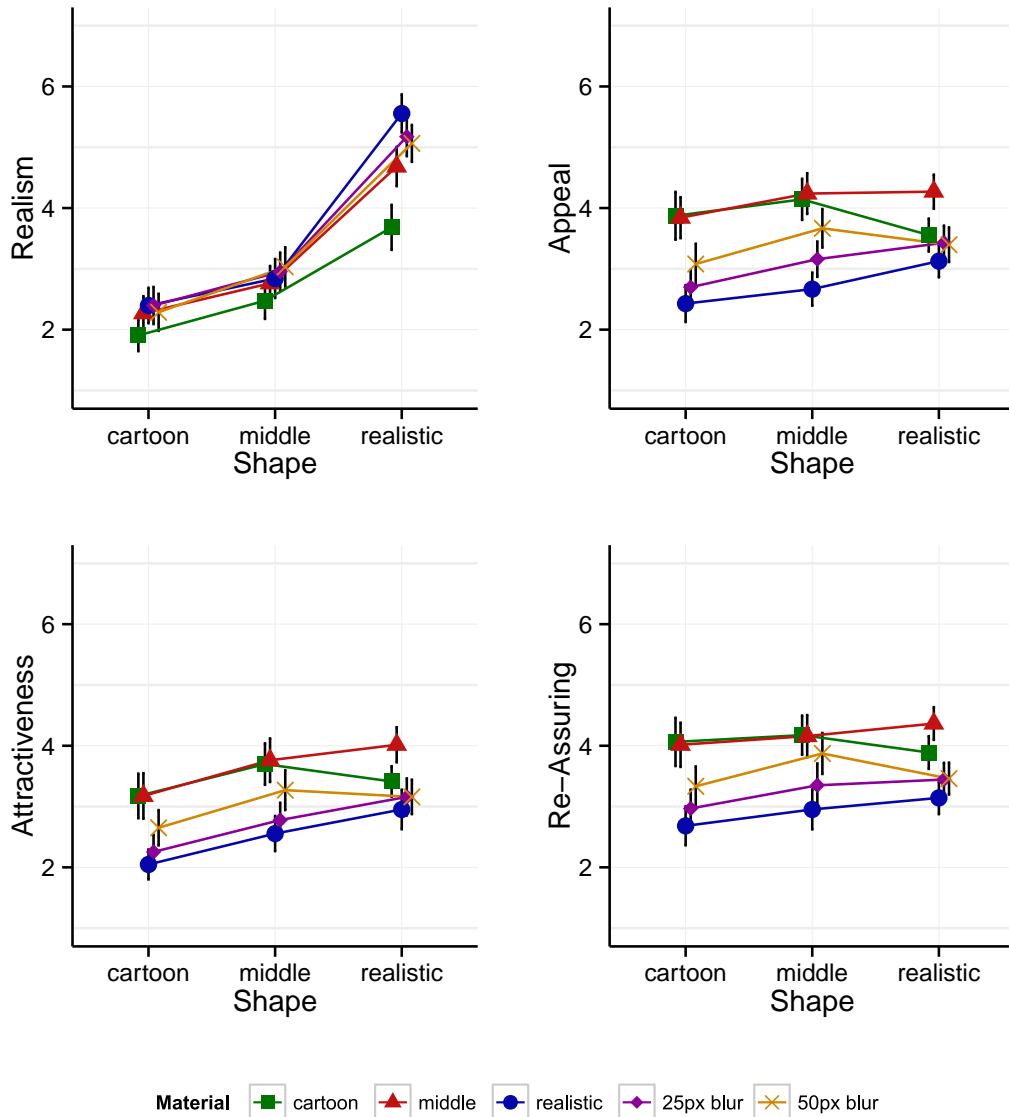 Realism
6
4
2
cartoon middle realistic
Shape
Appeal
6
4
2
cartoon middle realistic
Shape
Attractiveness
6
4
2
cartoon middle realistic
Shape
Re−Assuring
6
4
2
cartoon middle realistic
Shape
Material cartoon middle realistic 25px blur 50px blur